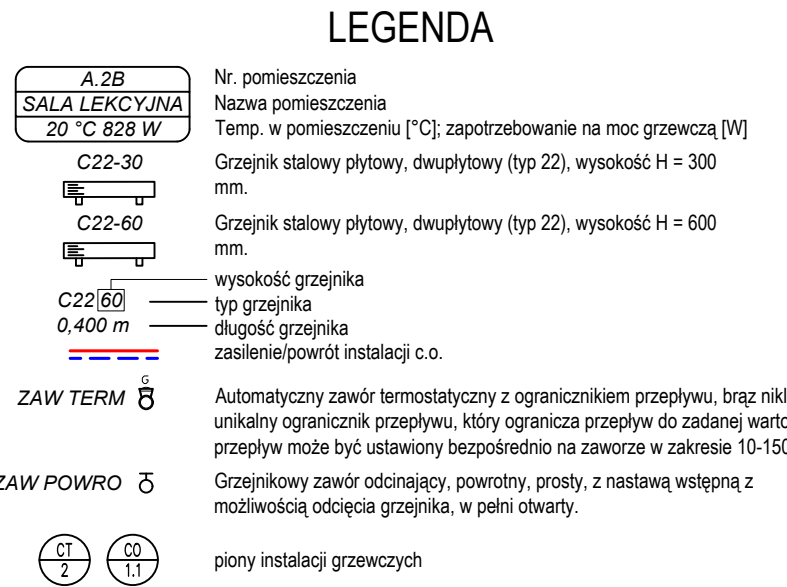 LEGENDA
A.2B
Nr. pomieszczenia
SALA LEKCYJNA
Nazwa pomieszczenia
20 °C 828 W
Temp. w pomieszczeniu [°C]; zapotrzebowanie na moc grzewczą [W]
C22-30
Grzejnik stalowy płytowy, dwupłytowy (typ 22), wysokość H = 300
mm.
C22-60
Grzejnik stalowy płytowy, dwupłytowy (typ 22), wysokość H = 600
mm.
wysokość grzejnika
C22 60
typ grzejnika
0,400 m
długość grzejnika
zasilenie/powrót instalacji c.o.
G
ZAW TERM
Automatyczny zawór termostatyczny z ogranicznikiem przepływu, brąz nikl
unikalny ogranicznik przepływu, który ogranicza przepływ do zadanej warto
przepływ może być ustawiony bezpośrednio na zaworze w zakresie 10-150
ZAW POWRO
Grzejnikowy zawór odcinający, powrotny, prosty, z nastawą wstępną z
możliwością odcięcia grzejnika, w pełni otwarty.
CT
2
CO
1.1
piony instalacji grzewczych